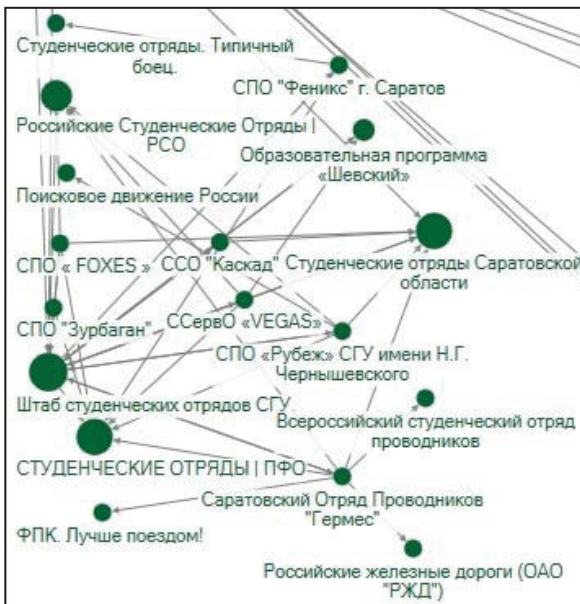 Студенческие отряды. Типичный
боец.
СПО "Феникс" г. Саратов
Российские Студенческие Отряды |
РСО
Образовательная программа
«Шевский»
Поисковое движение России
СПО « FOXES »
ССО "Каскад"
Студенческие отряды Саратовской
области
СПО "Зурбаган"
ССервО «VEGAS»
СПО «Рубеж» СГУ имени Н.Г.
Чернышевского
Штаб студенческих отрядов СГУ
Всероссийский студенческий отряд
проводников
СТУДЕНЧЕСКИЕ ОТРЯДЫ | ПФО
Саратовский Отряд Проводников
"Гермес"
ФПК. Лучше поездом!
Российские железные дороги (ОАО
"РЖД")